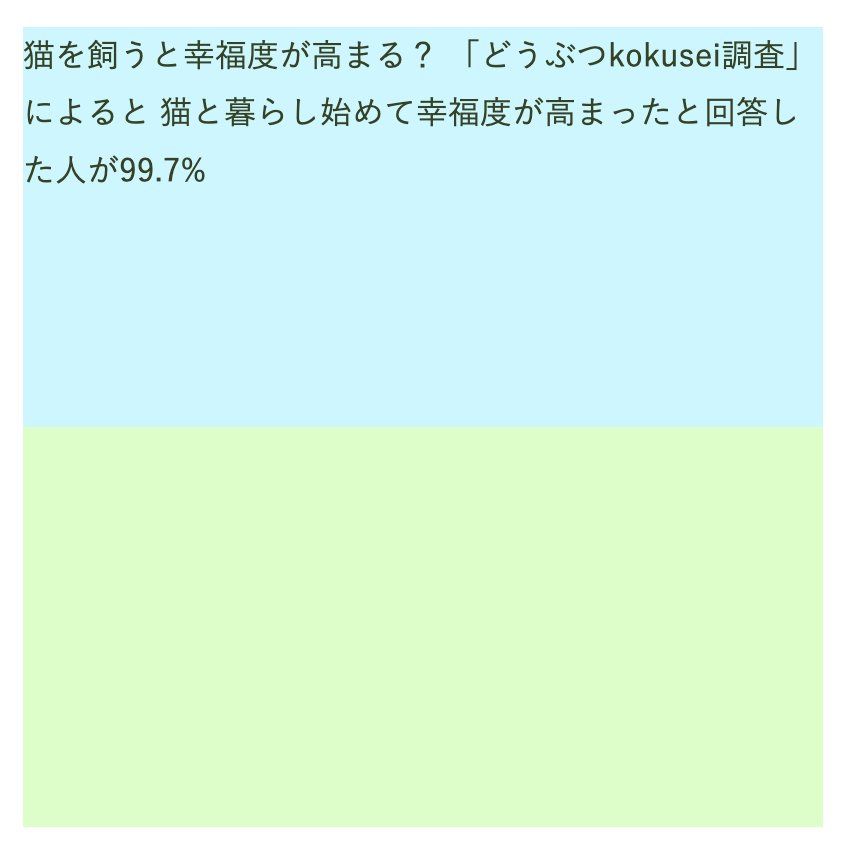 猫を飼うと幸福度が高まる？ 「どうぶつkokusei調査」
によると 猫と暮らし始めて幸福度が高まったと回答し
た人が99.7%